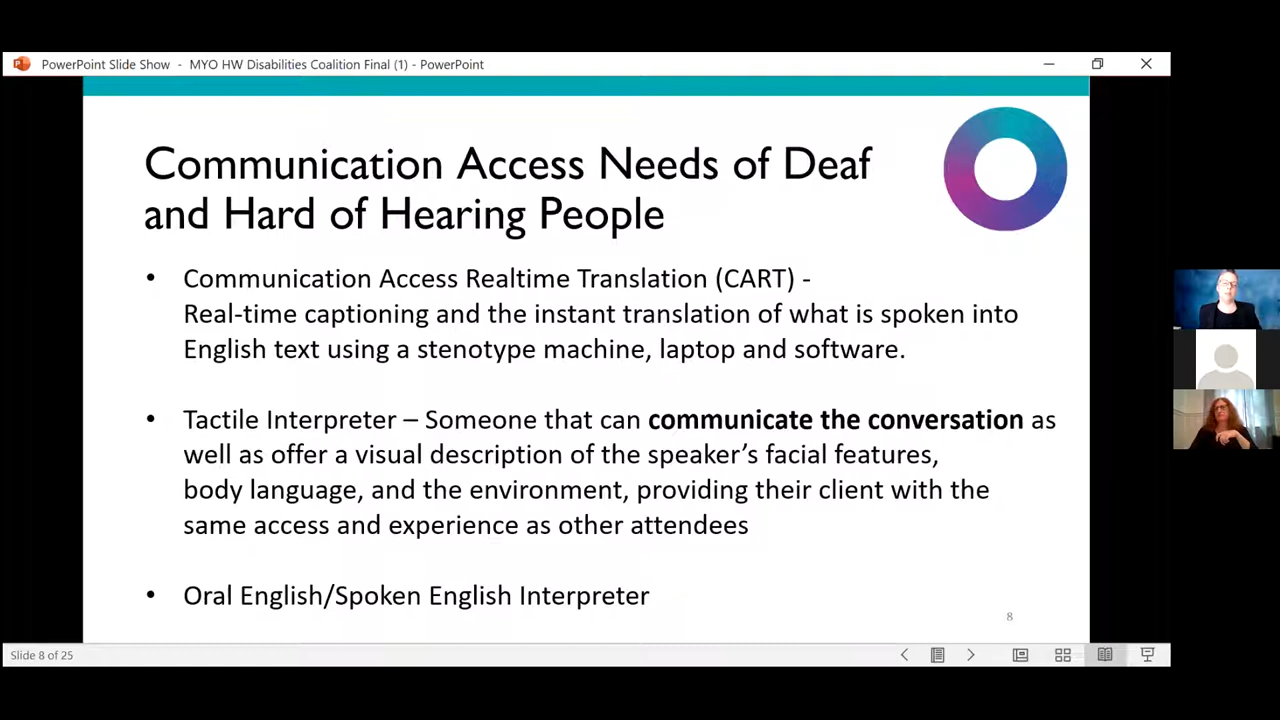 PowerPoint Slide Show - MYO HW Disabilities Coalition Final (1) - PowerPoint
Communication Access Needs of Deaf
and Hard of Hearing People
• Communication Access Realtime Translation (CART) -
Real-time captioning and the instant translation of what is spoken into
English text using a stenotype machine, laptop and software.
• Tactile Interpreter – Someone that can communicate the conversation as
well as offer a visual description of the speaker’s facial features,
body language, and the environment, providing their client with the
same access and experience as other attendees
• Oral English/Spoken English Interpreter
8
Slide 8 of 25